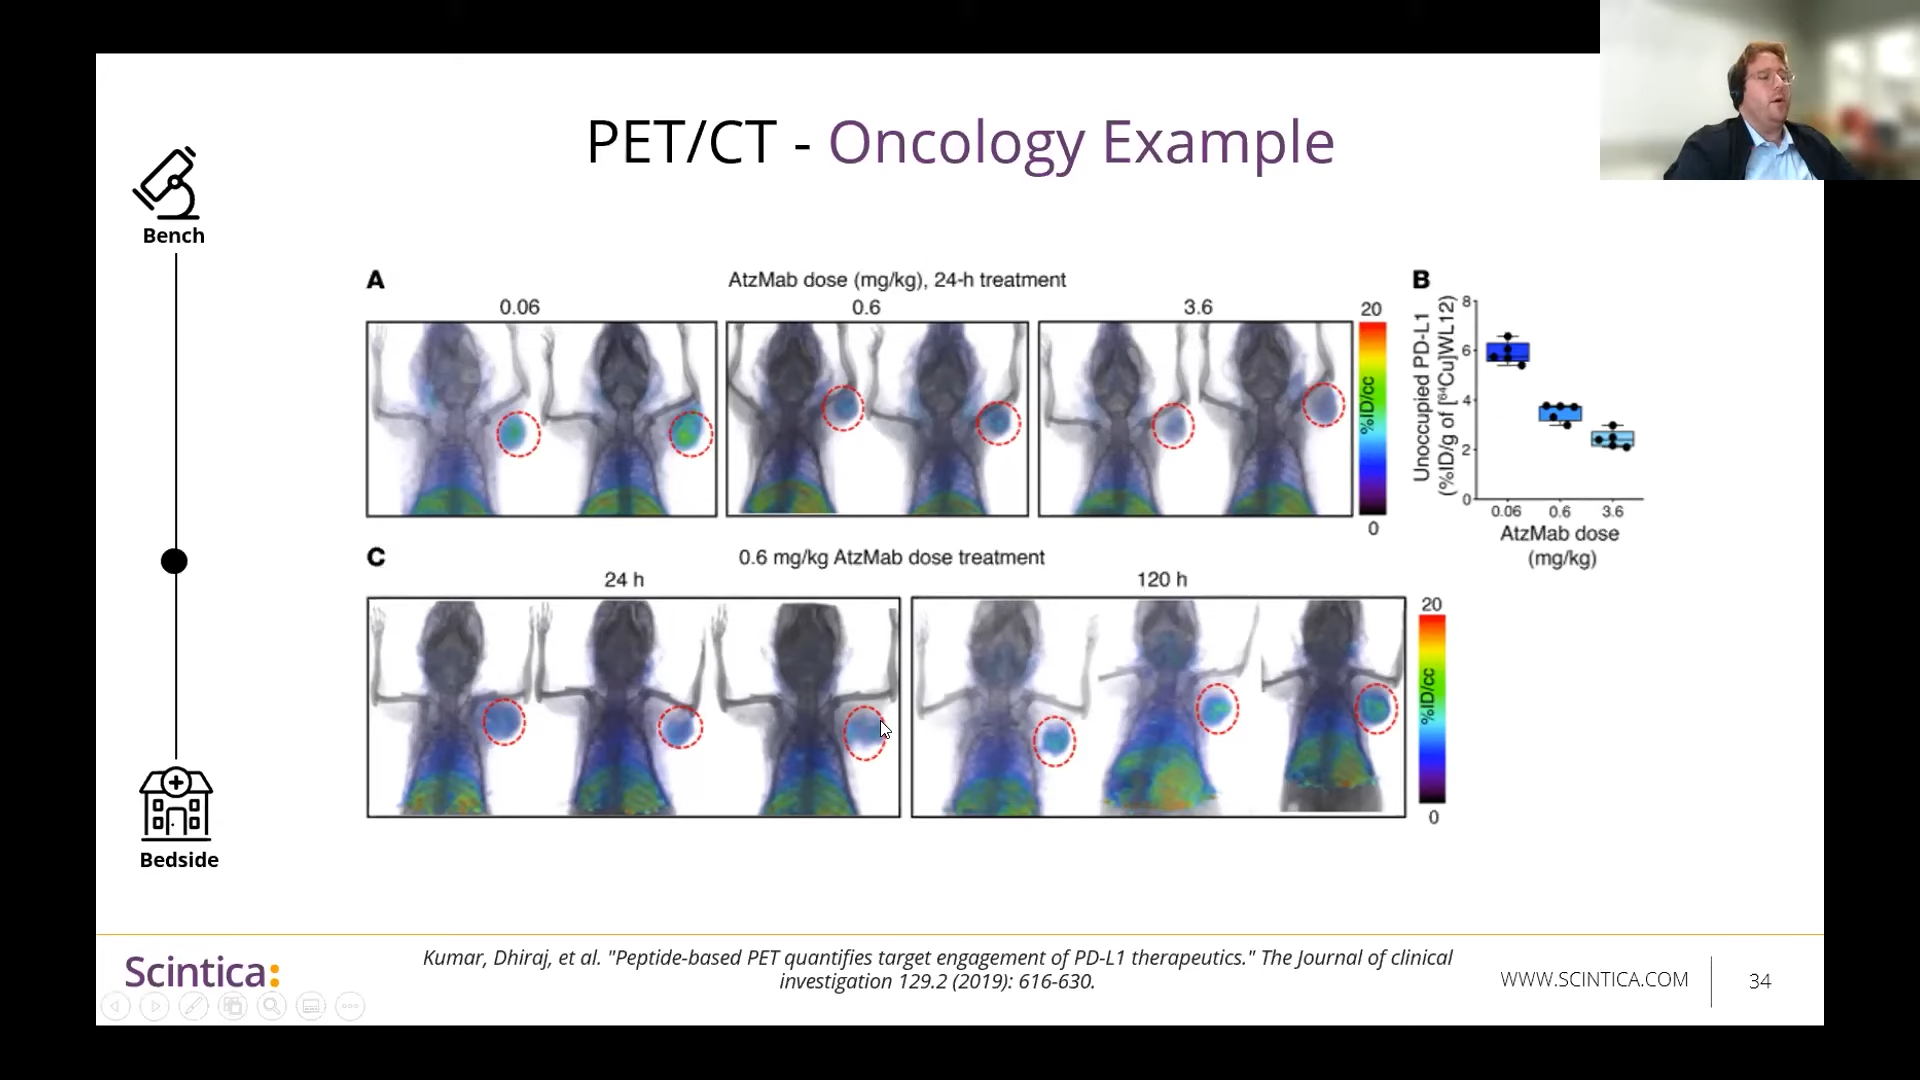 PET/CT - Oncology Example
Bench
Bedside
A
AtzMab dose (mg/kg), 24-h treatment
0.06
0.6
3.6
20
%ID/cc
0
B
Unoccupied PD-L1
(%ID/g of [⁶⁴Cu]WL12)
8
6
4
2
0
0.06
0.6
3.6
AtzMab dose
(mg/kg)
C
0.6 mg/kg AtzMab dose treatment
24 h
120 h
20
%ID/cc
0
Scintica:
Kumar, Dhiraj, et al. "Peptide-based PET quantifies target engagement of PD-L1 therapeutics." The Journal of clinical
investigation 129.2 (2019): 616-630.
WWW.SCINTICA.COM
34